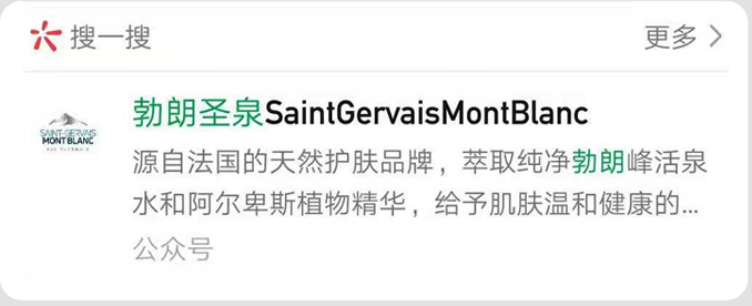 搜一搜
更多
SAINT-GERVAIS
MONT BLANC
勃朗圣泉SaintGervaisMontBlanc
源自法国的天然护肤品牌，萃取纯净勃朗峰活泉
水和阿尔卑斯植物精华，给予肌肤温和健康的...
公众号